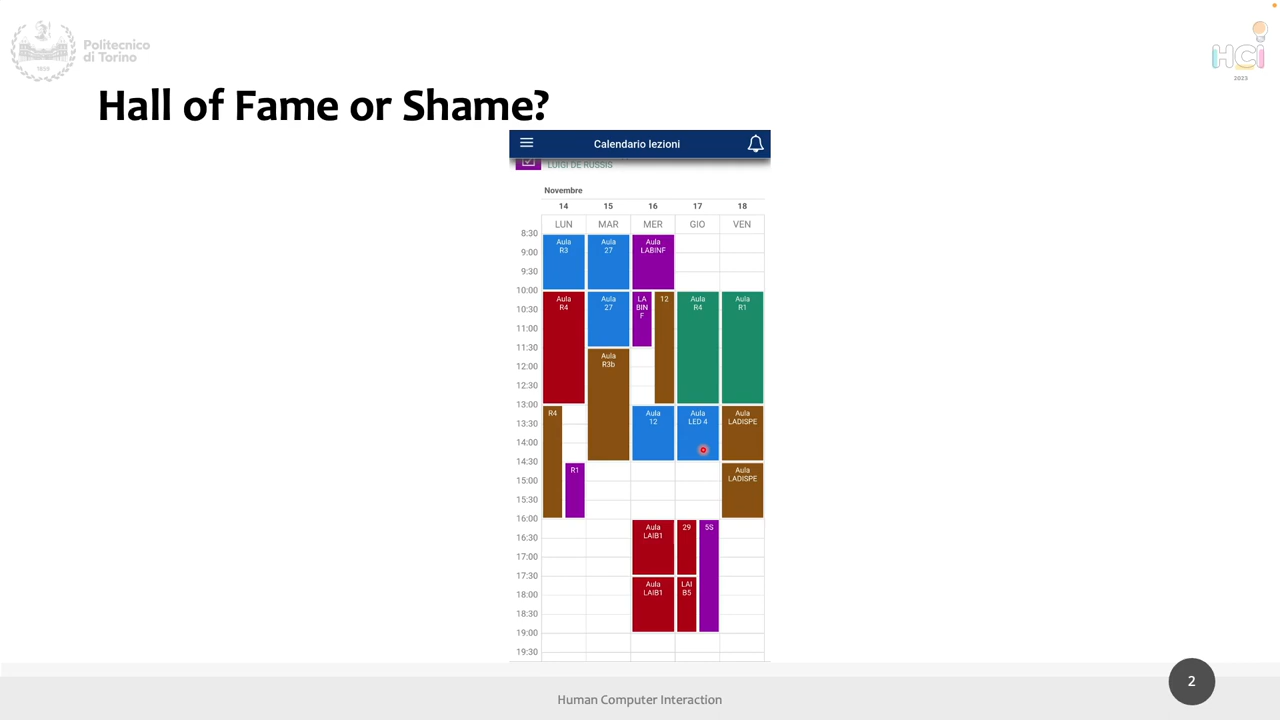 Politecnico
di Torino
1859
HCI
2023
Hall of Fame or Shame?
Calendario lezioni
LUIGI DE RUSSIS
Novembre
14 15 16 17 18
LUN MAR MER GIO VEN
8:30
Aula
R3
Aula
27
Aula
LABINF
9:00
9:30
10:00
Aula
R4
Aula
27
LA
BIN
F
12
Aula
R4
Aula
R1
10:30
11:00
11:30
Aula
R3b
12:00
12:30
13:00
R4
Aula
12
Aula
LED 4
Aula
LADISPE
13:30
14:00
14:30
R1
Aula
LADISPE
15:00
15:30
16:00
Aula
LAIB1
29
5S
16:30
17:00
17:30
Aula
LAIB1
LAI
B5
18:00
18:30
19:00
19:30
Human Computer Interaction
2